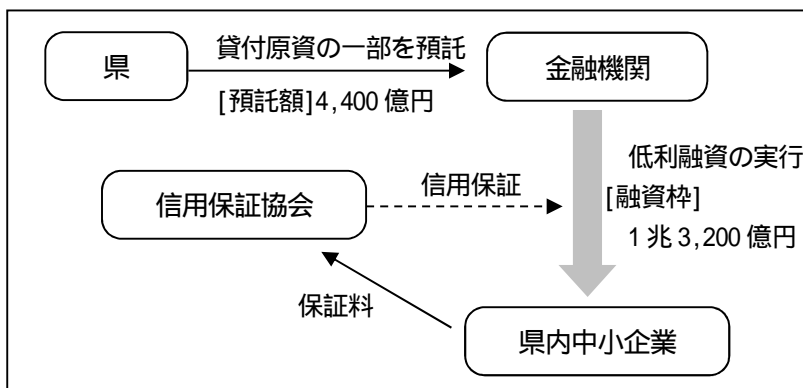 県
貸付原資の一部を預託
金融機関
[預託額]4,400 億円
低利融資の実行
[融資枠]
1 兆 3,200 億円
信用保証協会
信用保証
保証料
県内中小企業